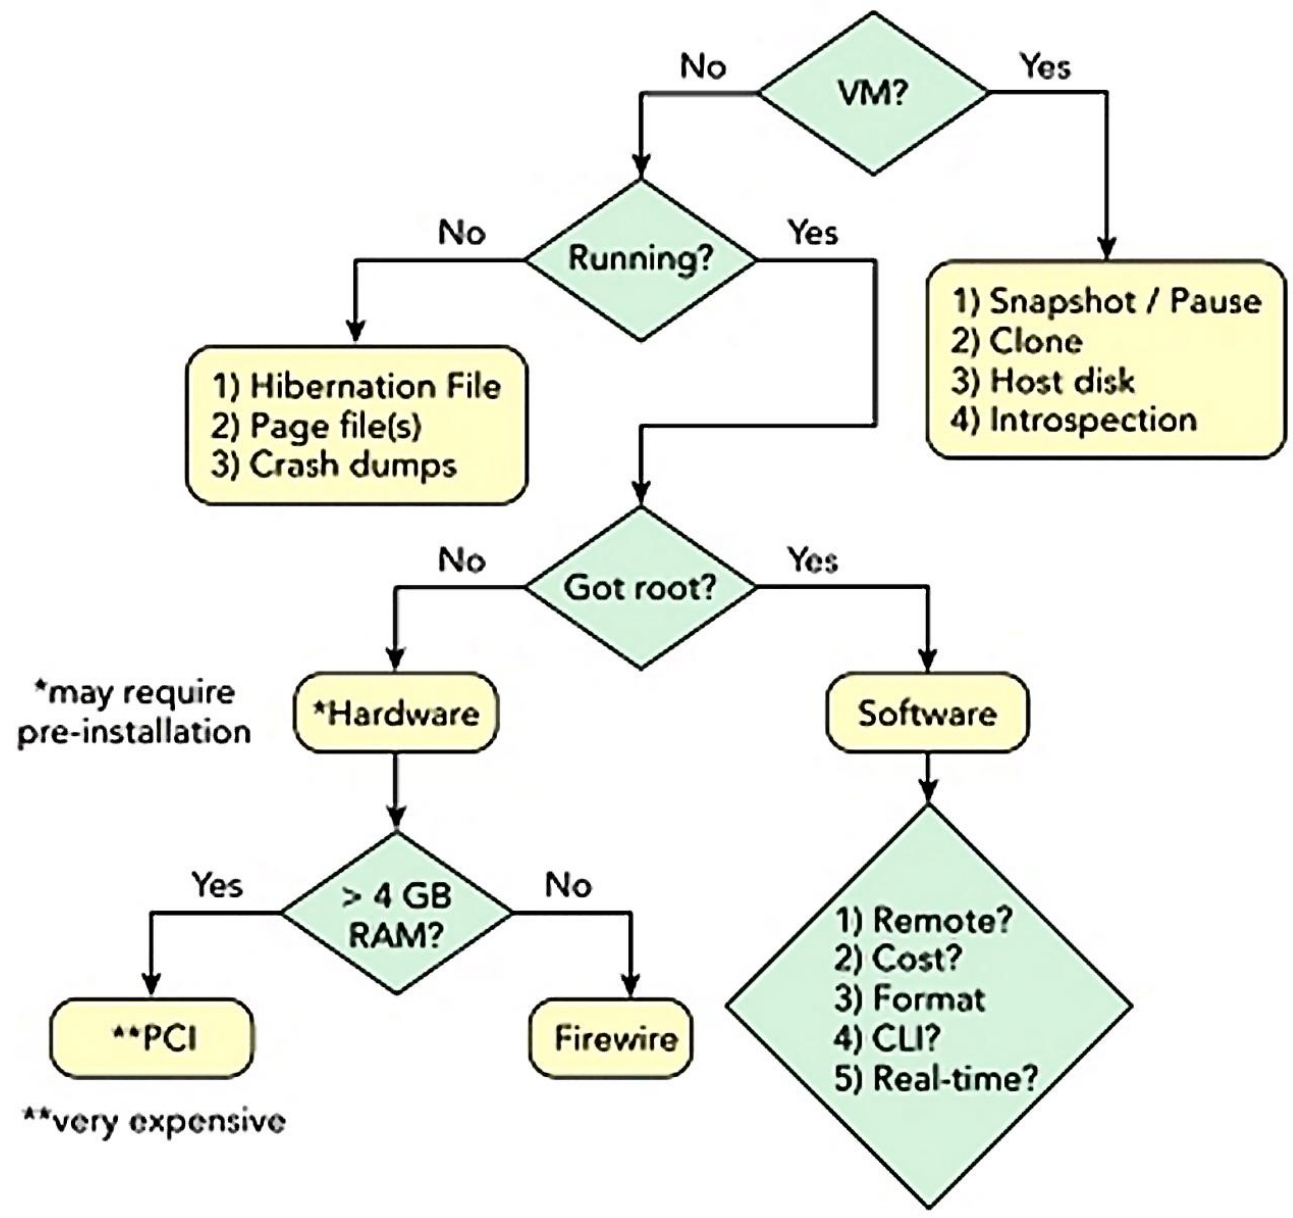 VM?
No
Yes
Running?
No
Yes
1) Snapshot / Pause
2) Clone
3) Host disk
4) Introspection
1) Hibernation File
2) Page file(s)
3) Crash dumps
Got root?
No
Yes
*may require
pre-installation
*Hardware
Software
> 4 GB
RAM?
Yes
No
**PCI
Firewire
**very expensive
1) Remote?
2) Cost?
3) Format
4) CLI?
5) Real-time?